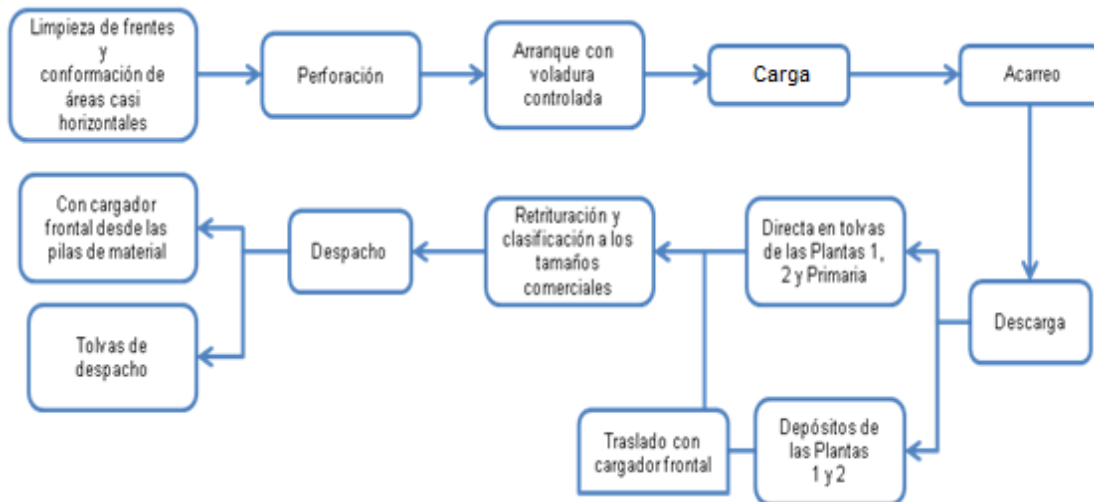 Limpieza de frentes
y
conformación de
áreas casi
horizontales
Perforación
Arranque con
voladura
controlada
Carga
Acarreo
Con cargador
frontal desde las
pilas de material
Despacho
Retrituración y
clasificación a los
tamaños
comerciales
Directa en tolvas
de las Plantas 1,
2 y Primaria
Descarga
Tolvas de
despacho
Traslado con
cargador frontal
Depósitos de
las Plantas
1 y 2